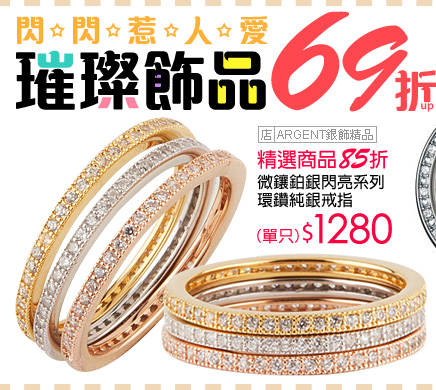 閃☆閃☆惹☆人☆愛
璀璨飾品69折up
店 ARGENT銀飾精品
精選商品85折
微鑲鉑銀閃亮系列
環鑽純銀戒指
(單只)$1280